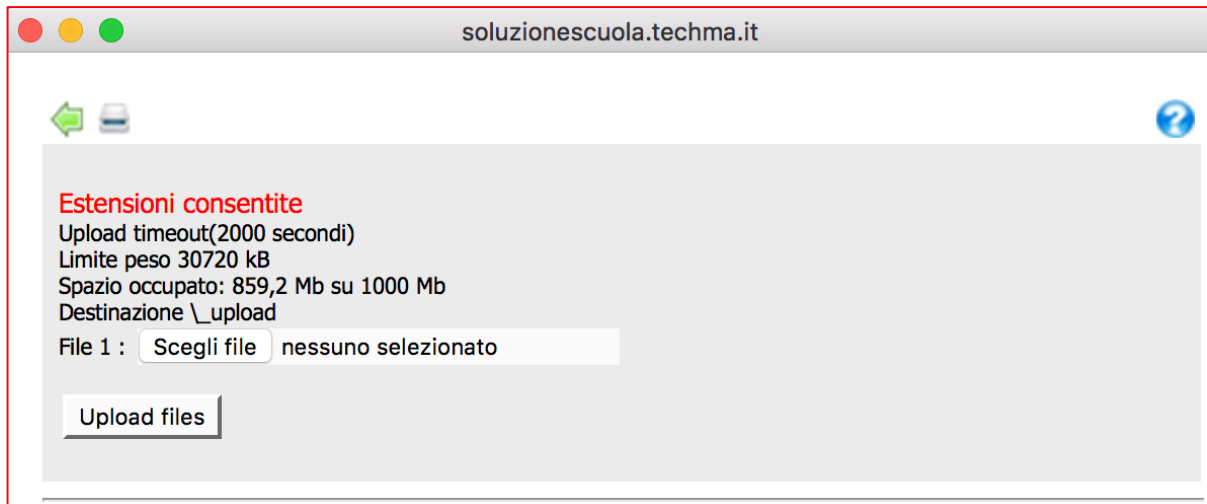 soluzionescuola.techma.it
?
Estensioni consentite
Upload timeout(2000 secondi)
Limite peso 30720 kB
Spazio occupato: 859,2 Mb su 1000 Mb
Destinazione \_upload
File 1 : Scegli file nessuno selezionato
Upload files